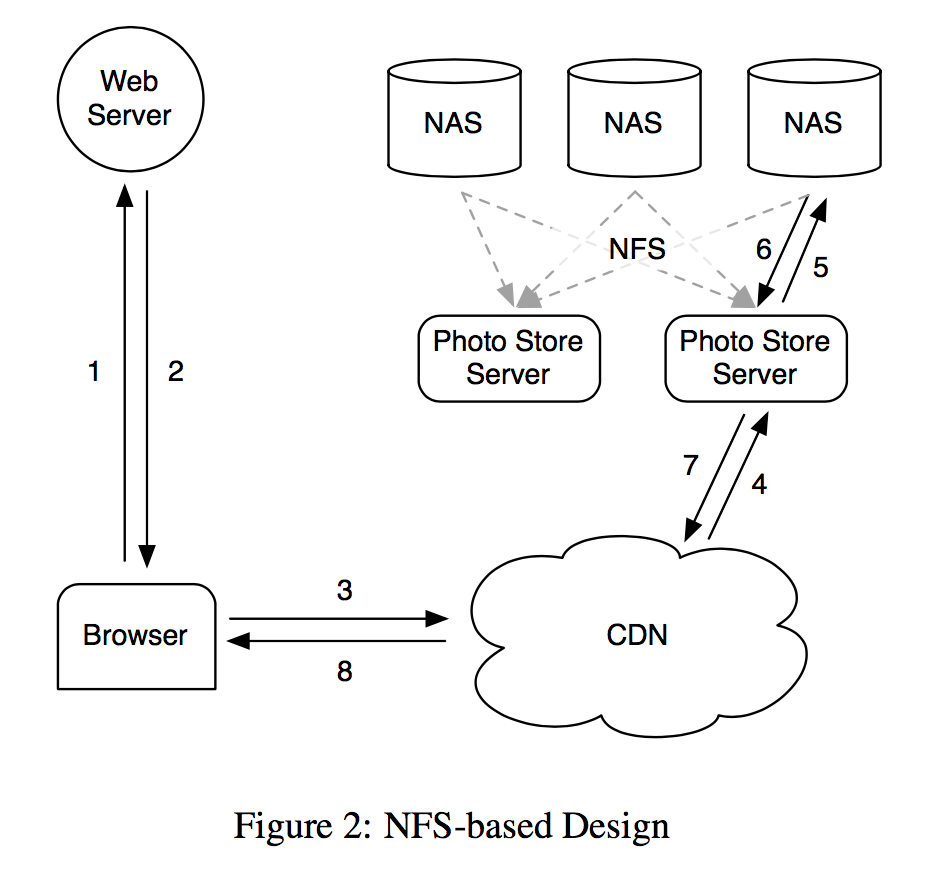 Web
Server
NAS
NAS
NAS
NFS
6
5
Photo Store
Server
Photo Store
Server
1
2
7
4
3
Browser
CDN
8
Figure 2: NFS-based Design